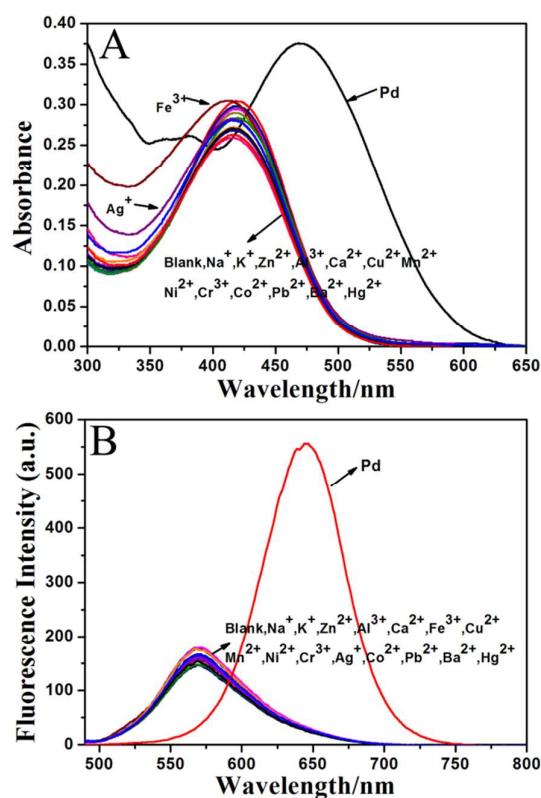 A
0.40
0.35
0.30
0.25
0.20
0.15
0.10
0.05
0.00
Absorbance
Fe3+
Pd
Ag+
Blank,Na+,K+,Zn2+,Al3+,Ca2+,Cu2+Mn2+
Ni2+,Cr3+,Co2+,Pb2+,Ba2+,Hg2+
300 350 400 450 500 550 600 650
Wavelength/nm
B
600
500
400
300
200
150
100
50
0
Fluorescence Intensity (a.u.)
Pd
Blank,Na+,K+,Zn2+,Al3+,Ca2+,Fe3+,Cu2+
Mn2+,Ni2+,Cr3+,Ag+,Co2+,Pb2+,Ba2+,Hg2+
500 550 600 650 700 750 800
Wavelength/nm